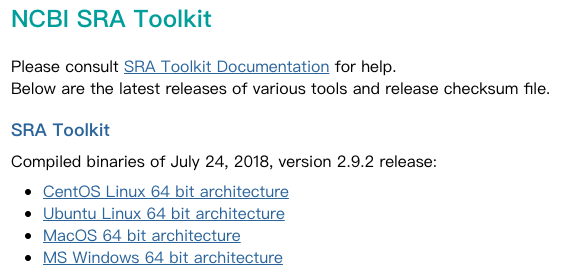 NCBI SRA Toolkit
Please consult SRA Toolkit Documentation for help.
Below are the latest releases of various tools and release checksum file.
SRA Toolkit
Compiled binaries of July 24, 2018, version 2.9.2 release:
• CentOS Linux 64 bit architecture
• Ubuntu Linux 64 bit architecture
• MacOS 64 bit architecture
• MS Windows 64 bit architecture